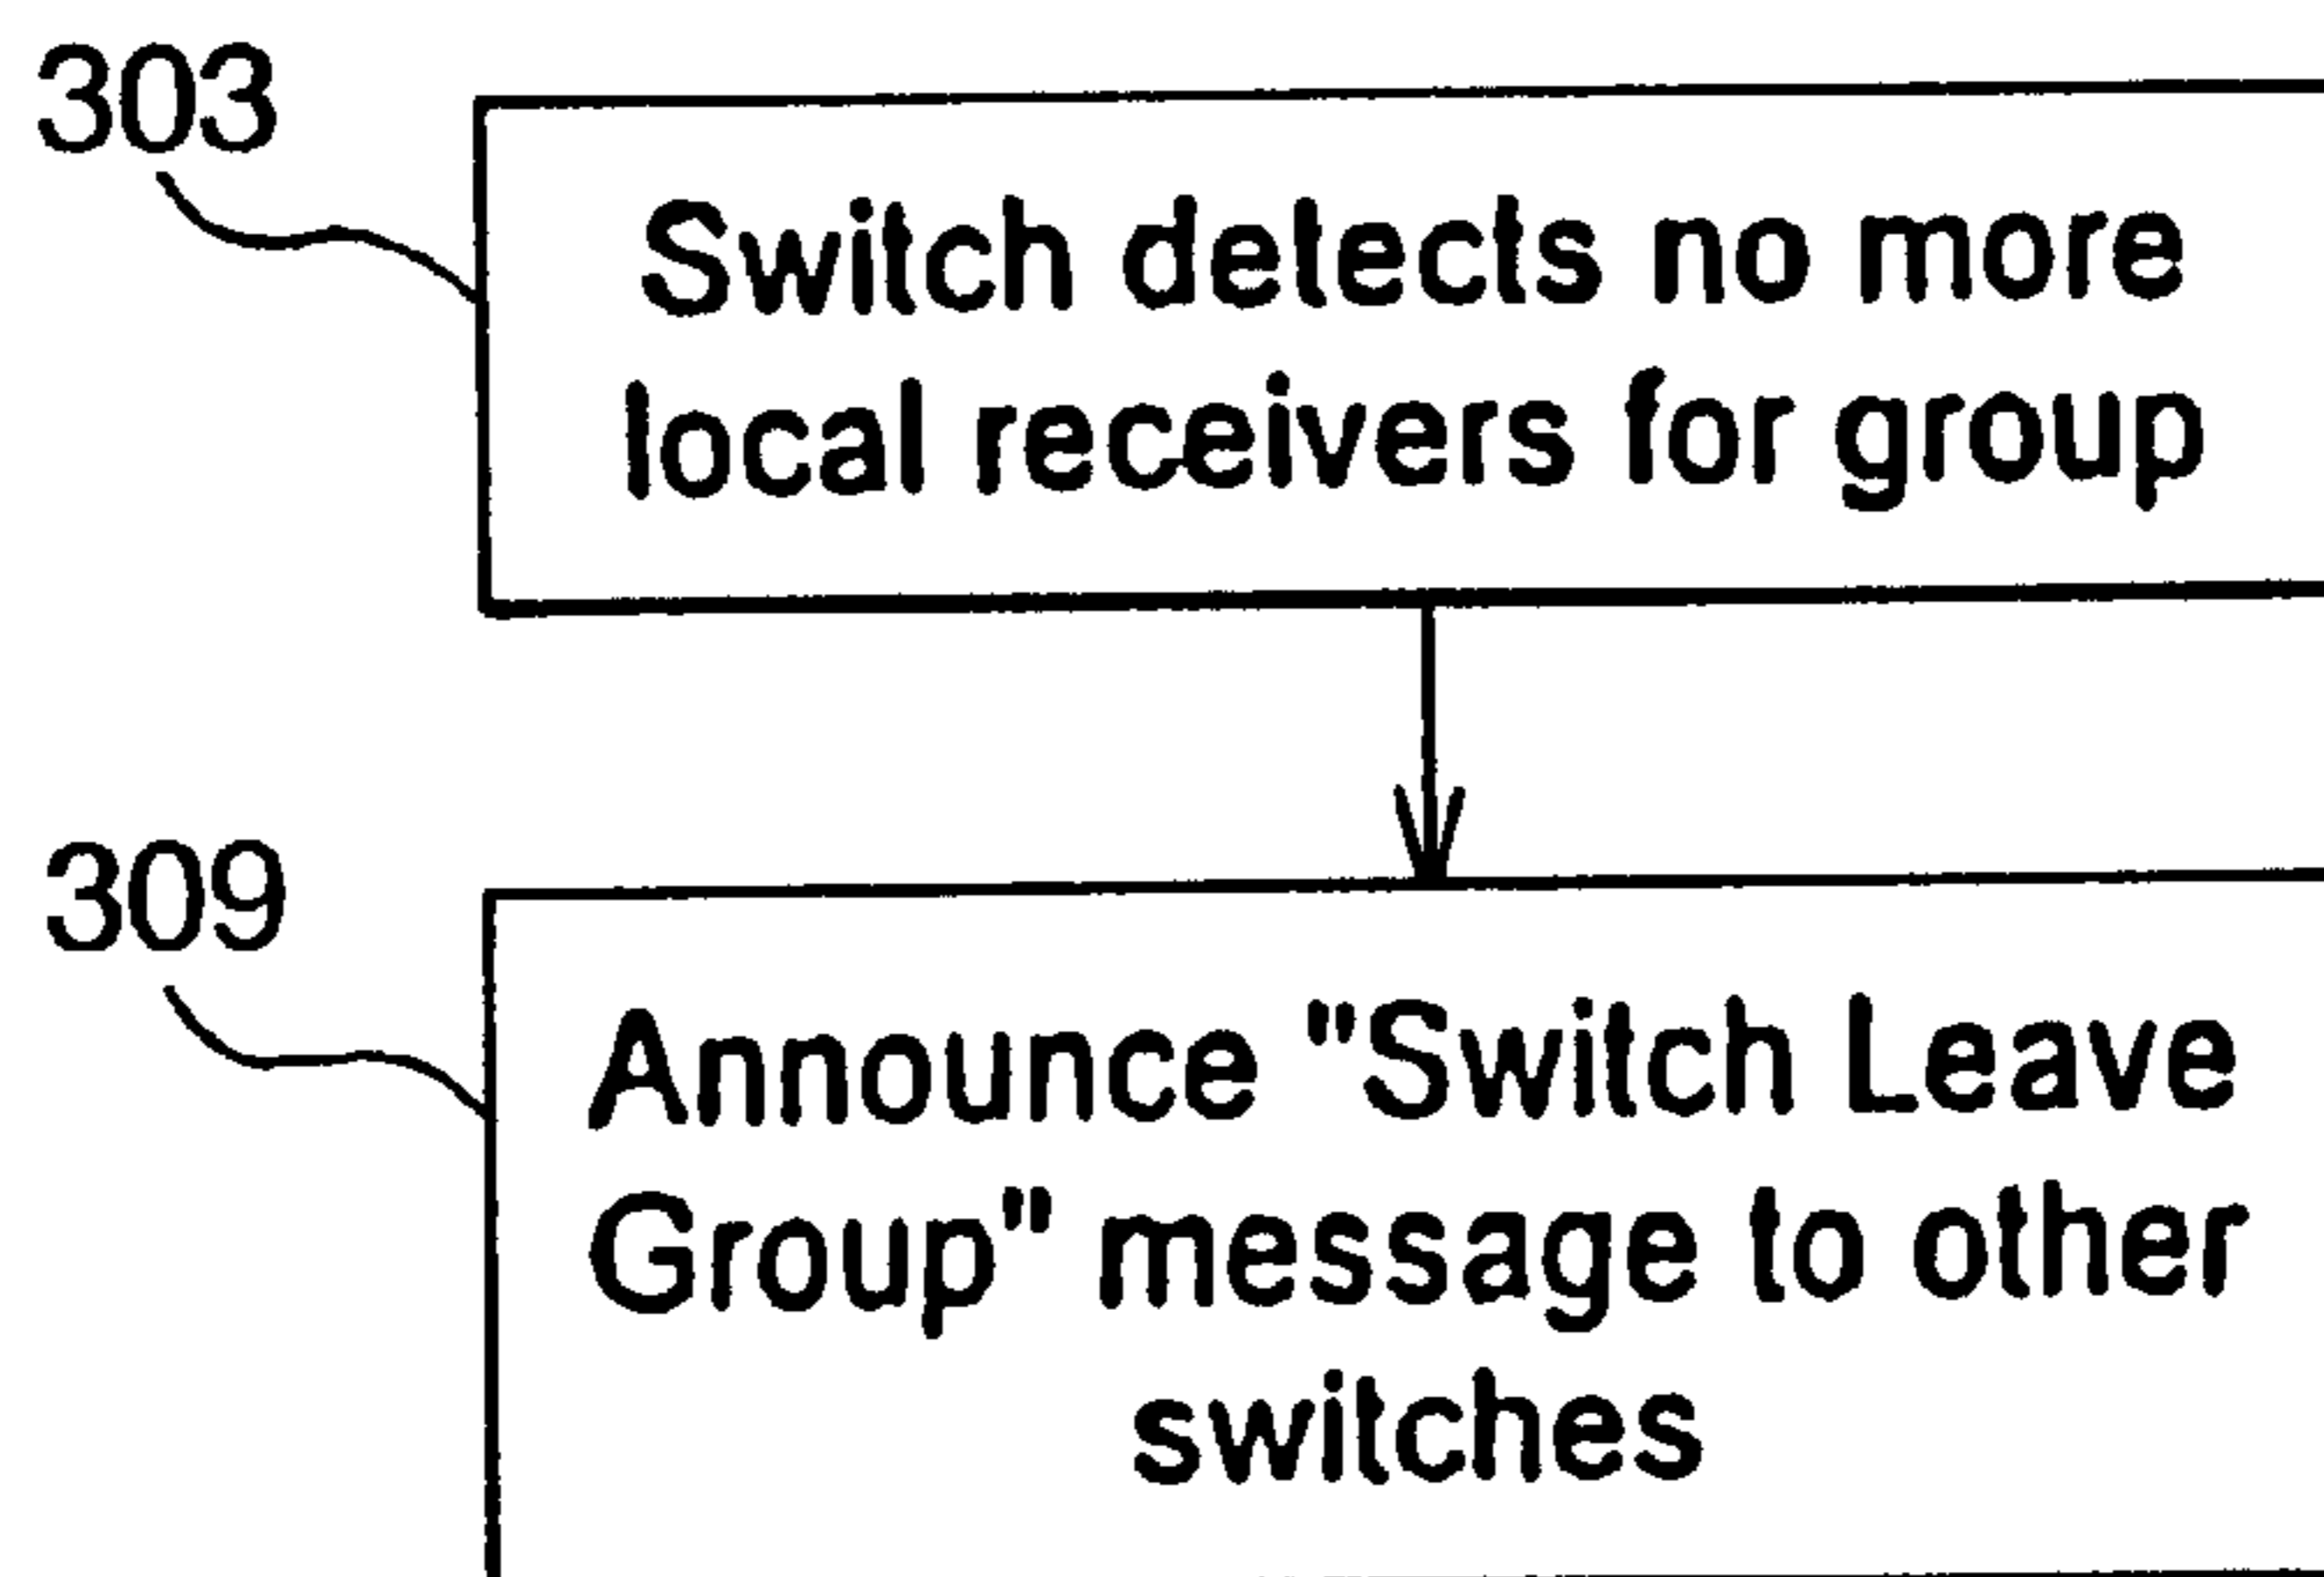 303
Switch detects no more
local receivers for group
309
Announce "Switch Leave
Group" message to other
switches